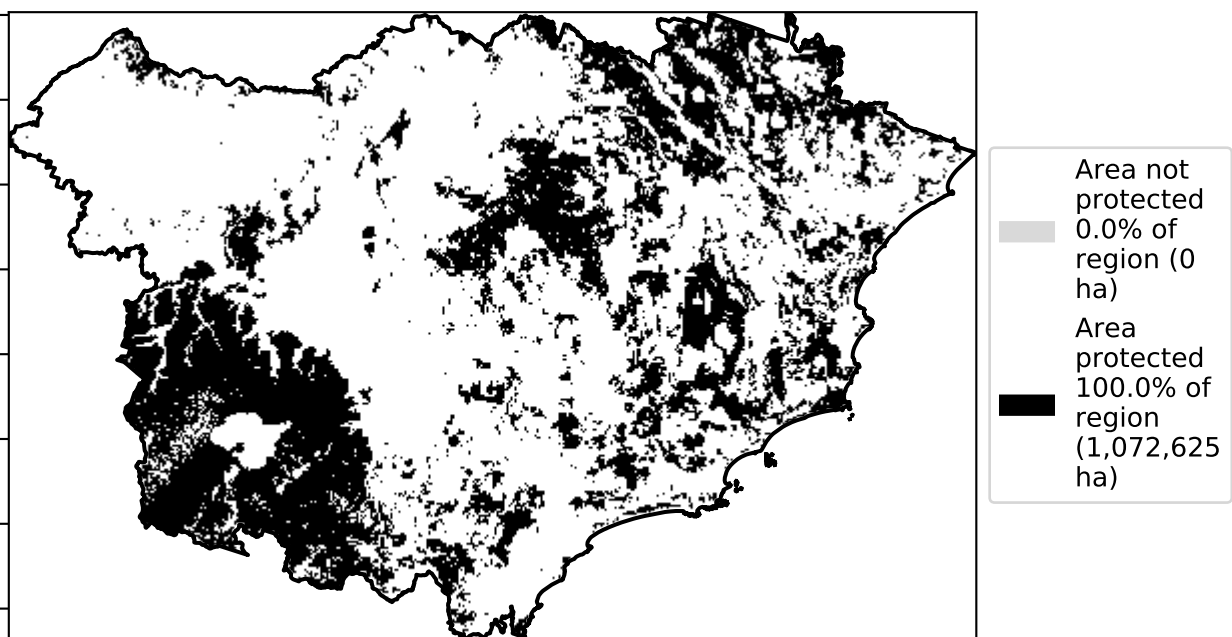 Area not
protected
0.0% of
region (0
ha)
Area
protected
100.0% of
region
(1,072,625
ha)